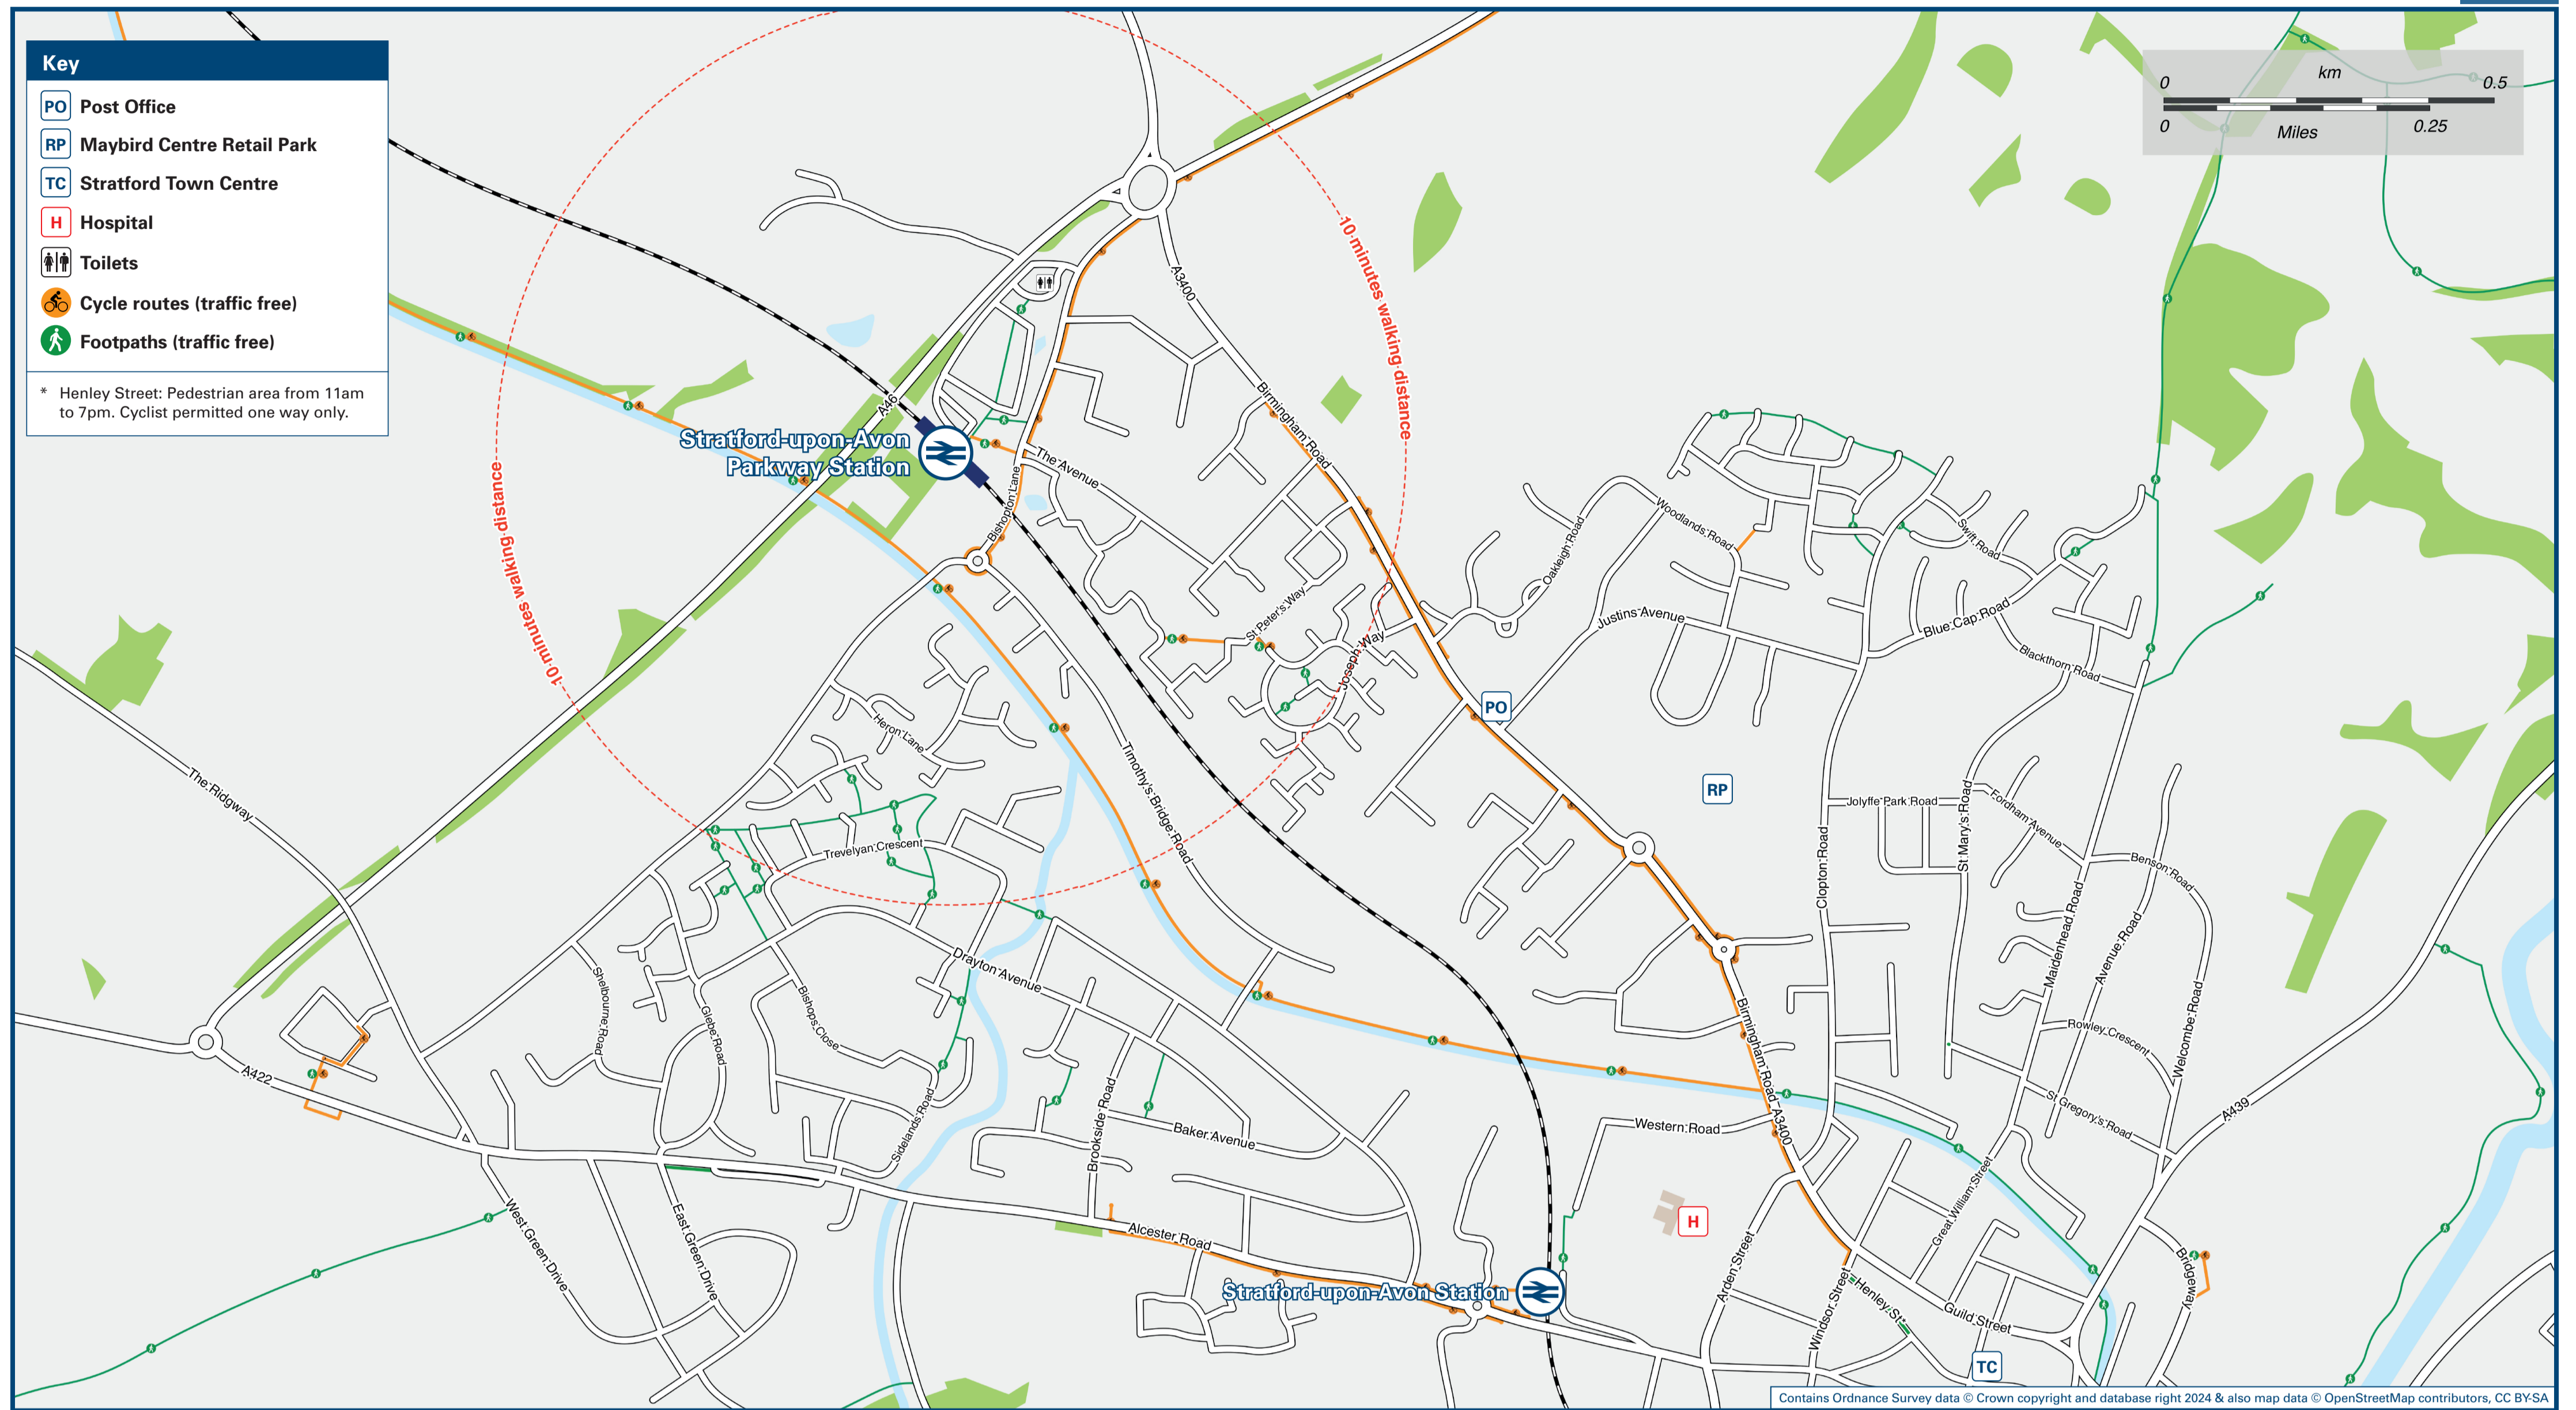 Key
PO Post Office
RP Maybird Centre Retail Park
TC Stratford Town Centre
H Hospital
Toilets
Cycle routes (traffic free)
Footpaths (traffic free)
* Henley Street: Pedestrian area from 11am
to 7pm. Cyclist permitted one way only.
km
0 0.5
0 0.25
Miles
10 minutes walking distance
10 minutes walking distance
A3400
Birmingham Road
A46
Stratford-upon-Avon
Parkway Station
Bishopton Lane
The Avenue
St Peter's Way
Joseph Way
Oakleigh Road
Woodlands Road
Justins Avenue
Swift Road
Blue Cap Road
Blackthorn Road
Heron Lane
Timothy's Bridge Road
The Ridgway
PO
RP
Trevelyan Crescent
Jolyffe Park Road
St Mary's Road
Fordham Avenue
Benson Road
Clopton Road
Maidenhead Road
Avenue Road
Welcombe Road
Rowley Crescent
St Gregory's Road
A439
Drayton Avenue
Shelbourne Road
Glebe Road
Bishops Close
Sidelands Road
A422
Brookside Road
Baker Avenue
Birmingham Road A3400
Western Road
H
Great William Street
Arden Street
Windsor Street
Henley St*
Guild Street
Bridgeway
West Green Drive
East Green Drive
Alcester Road
Stratford-upon-Avon Station
TC
Contains Ordnance Survey data © Crown copyright and database right 2024 & also map data © OpenStreetMap contributors, CC BY-SA